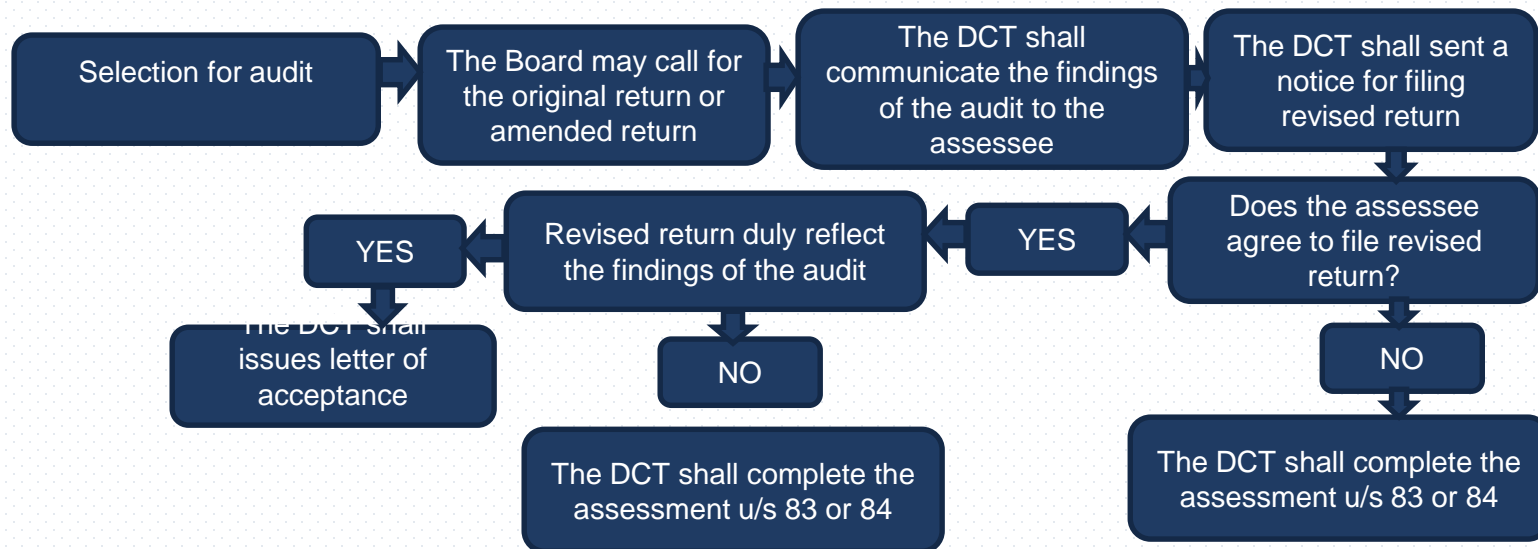 Selection for audit
The Board may call for
the original return or
amended return
The DCT shall
communicate the findings
of the audit to the
assessee
The DCT shall sent a
notice for filing
revised return
Does the assessee
agree to file revised
return?
YES
Revised return duly reflect
the findings of the audit
YES
The DCT shall
issues letter of
acceptance
NO
The DCT shall complete the
assessment u/s 83 or 84
NO
The DCT shall complete the
assessment u/s 83 or 84